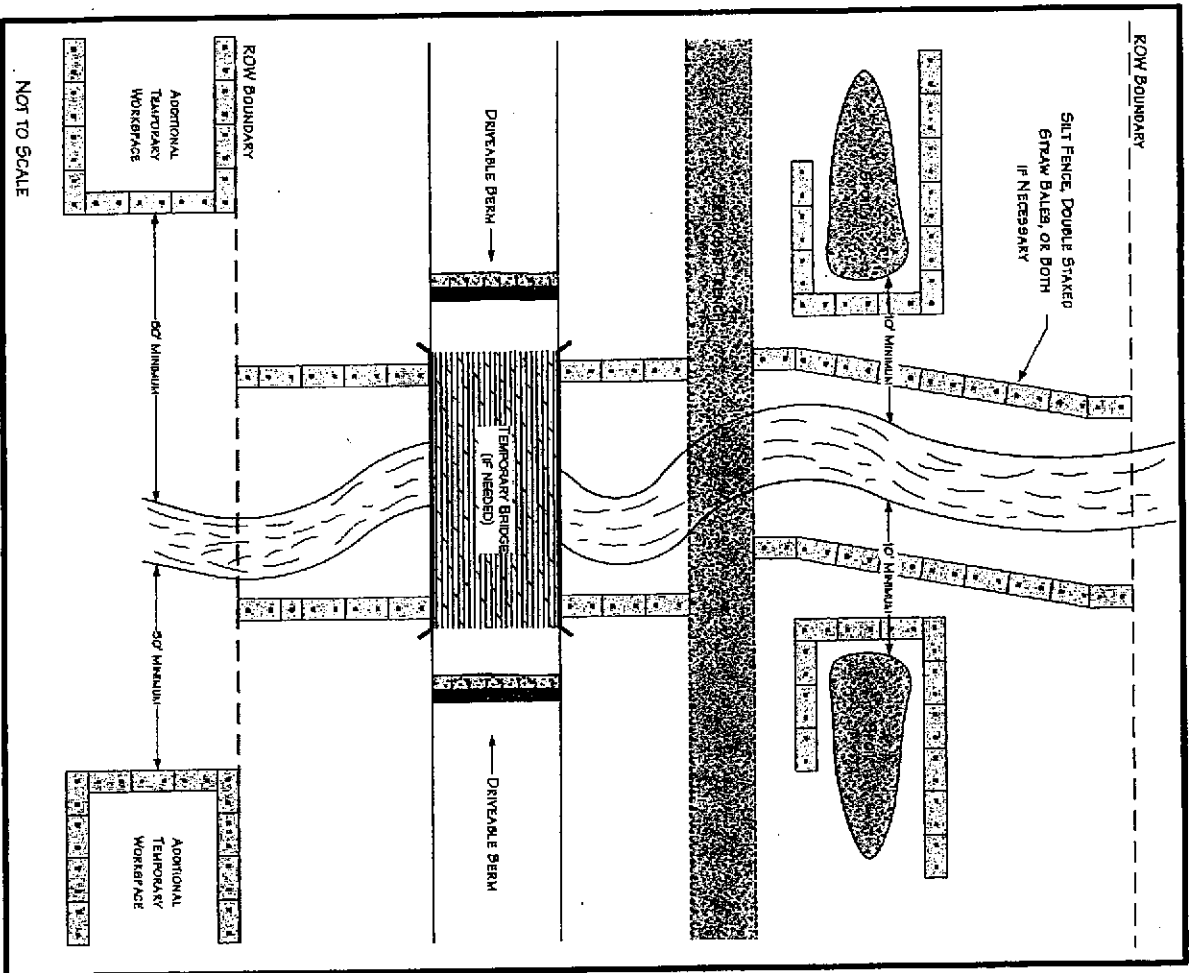 ROW BOUNDARY
SILT FENCE, DOUBLE STAKED
STRAW BALES, OR BOTH
IF NECESSARY
10' MINIMUM
10' MINIMUM
DRIVEABLE BERM
TEMPORARY BRIDGE
(IF NEEDED)
DRIVEABLE BERM
ROW BOUNDARY
ADDITIONAL
TEMPORARY
WORKSPACE
50' MINIMUM
50' MINIMUM
ADDITIONAL
TEMPORARY
WORKSPACE
NOT TO SCALE